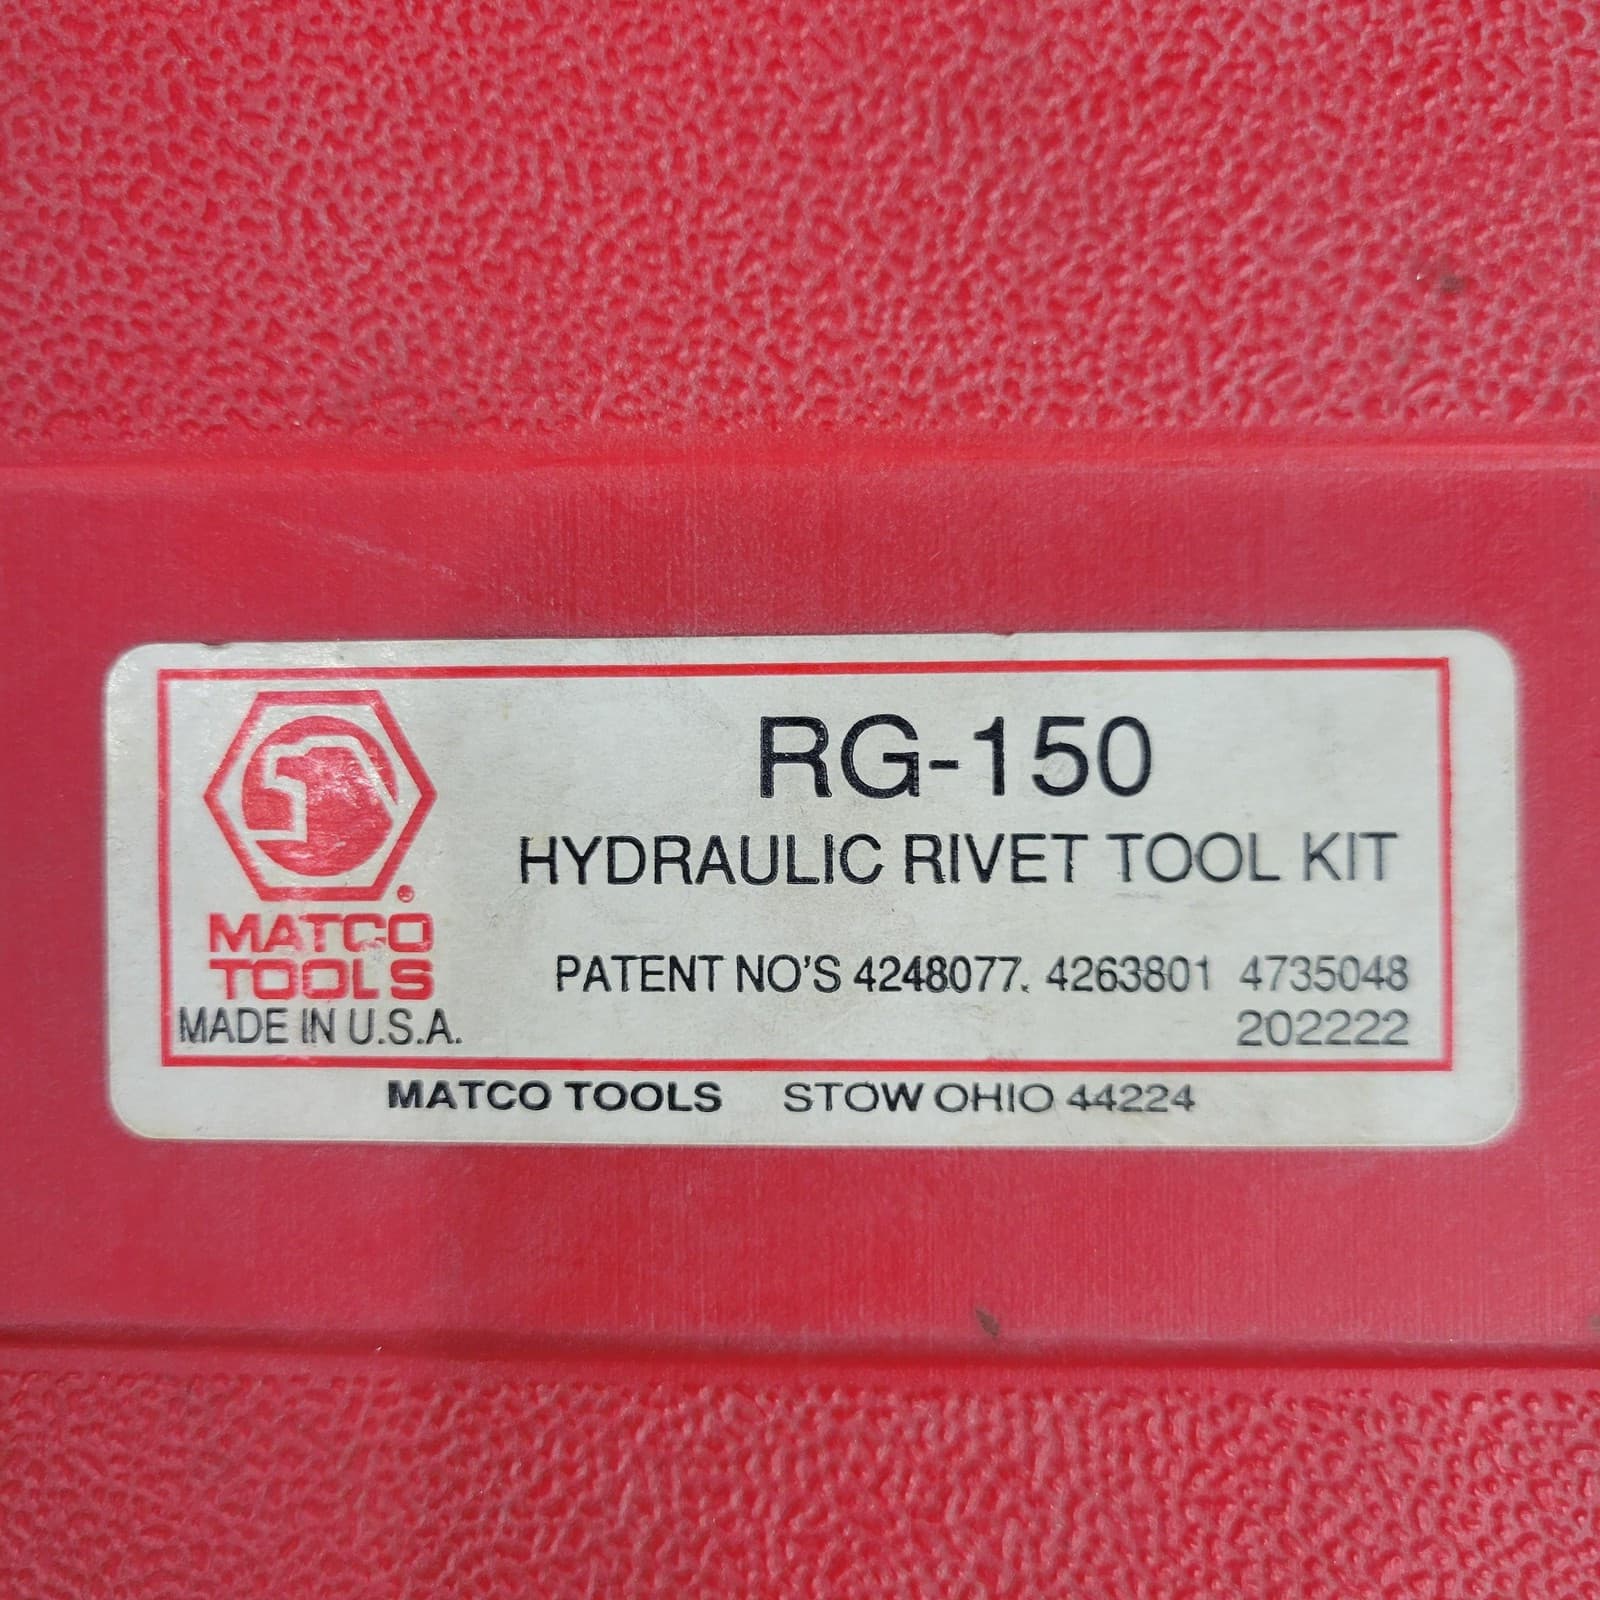 RG-150
HYDRAULIC RIVET TOOL KIT
MATCO
TOOLS
PATENT NO'S 4248077. 4263801 4735048
MADE IN U.S.A.
202222
MATCO TOOLS STOW OHIO 44224